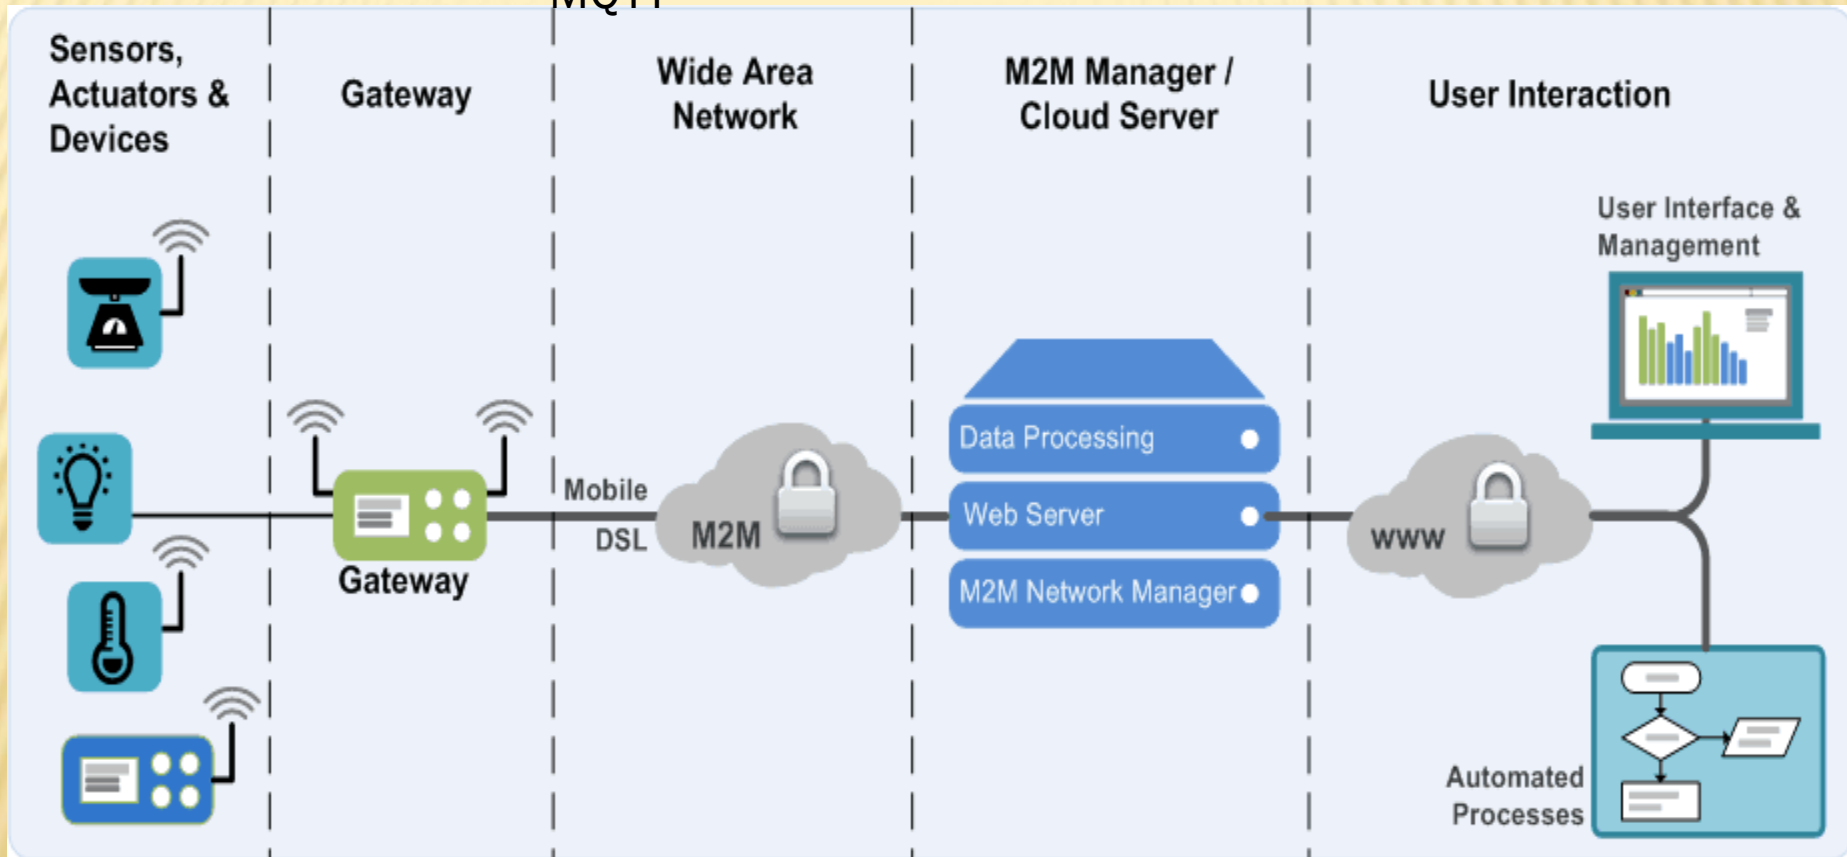 Sensors,
Actuators &
Devices
Gateway
Wide Area
Network
M2M Manager /
Cloud Server
User Interaction
User Interface &
Management
Data Processing
Mobile
Web Server
DSL
M2M
www
Gateway
M2M Network Manager
Automated
Processes